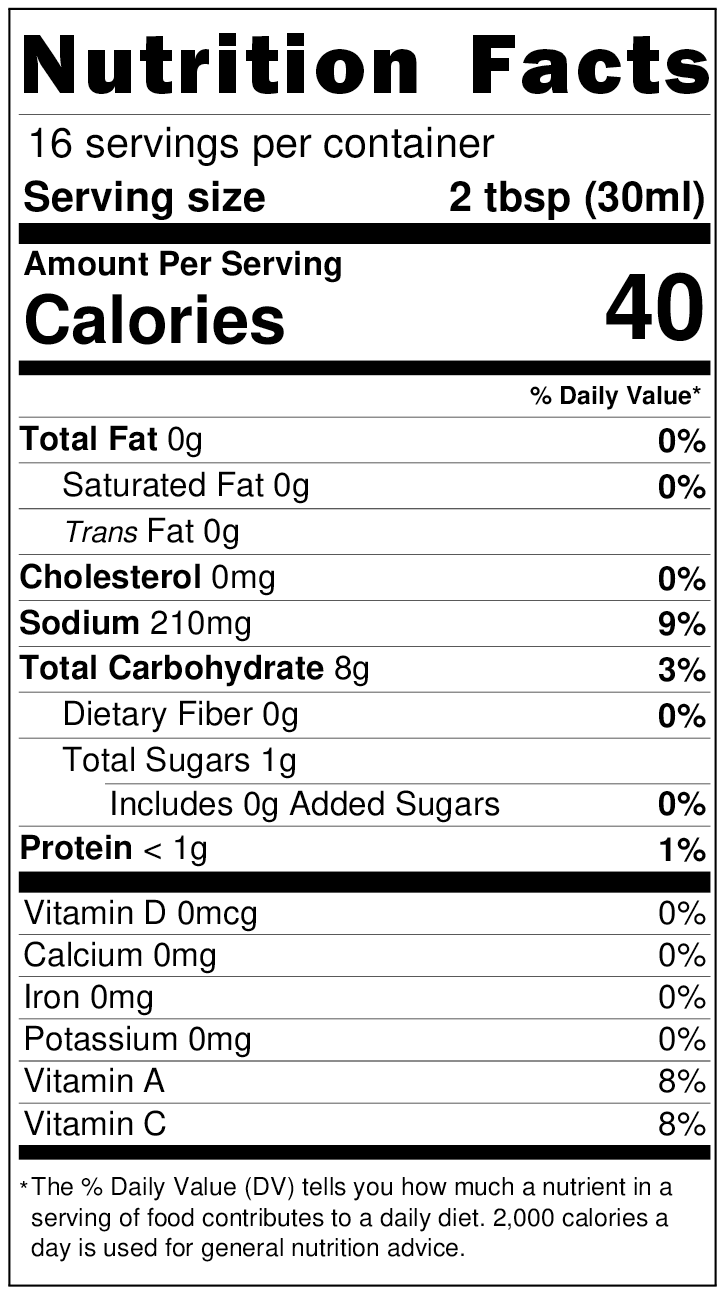 Nutrition Facts
16 servings per container
Serving size 2 tbsp (30ml)
Amount Per Serving
Calories 40
% Daily Value*
Total Fat 0g 0%
Saturated Fat 0g 0%
Trans Fat 0g
Cholesterol 0mg 0%
Sodium 210mg 9%
Total Carbohydrate 8g 3%
Dietary Fiber 0g 0%
Total Sugars 1g
Includes 0g Added Sugars 0%
Protein < 1g 1%
Vitamin D 0mcg 0%
Calcium 0mg 0%
Iron 0mg 0%
Potassium 0mg 0%
Vitamin A 8%
Vitamin C 8%
*The % Daily Value (DV) tells you how much a nutrient in a
serving of food contributes to a daily diet. 2,000 calories a
day is used for general nutrition advice.